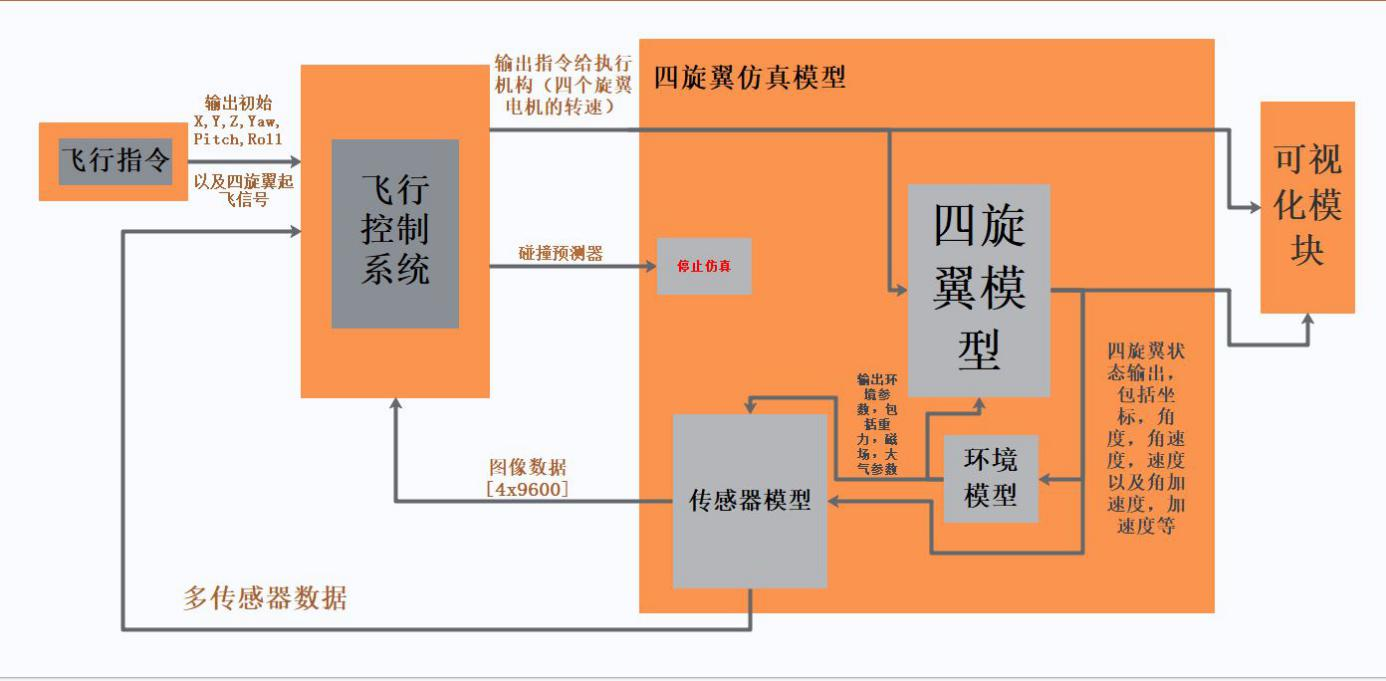 输出初始
X,Y,Z,Yaw,
Pitch,Roll
飞行指令
以及四旋翼起
飞信号
飞行
控制
系统
输出指令给执行
机构（四个旋翼
电机的转速）
碰撞预测器
四旋翼仿真模型
停止仿真
四旋
翼模
型
可视
化模
块
四旋翼状
态输出，
包括坐
标，角
度，角速
度，速度
以及角加
速度，加
速度等
输出环
境参
数，包
括重
力，磁
场，大
气参数
环境
模型
传感器模型
图像数据
[4x9600]
多传感器数据